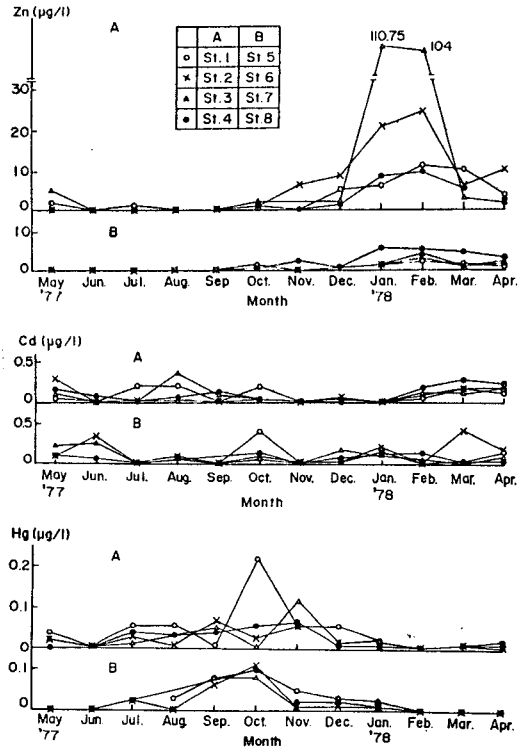 Zn (µg/l)
A
110.75
104
A B
St.1 St.5
St.2 St.6
St.3 St.7
St.4 St.8
30
20
10
0
B
10
0
May Jun. Jul. Aug. Sep. Oct. Nov. Dec. Jan. Feb. Mar. Apr.
'77 '78
Month
Cd (µg/l)
A
0.5
0
B
0.5
0
May Jun. Jul. Aug. Sep. Oct. Nov. Dec. Jan. Feb. Mar. Apr.
'77 '78
Month
Hg (µg/l)
A
0.2
0.1
0
B
0.1
0
May Jun. Jul. Aug. Sep. Oct. Nov. Dec. Jan. Feb. Mar. Apr.
'77 '78
Month